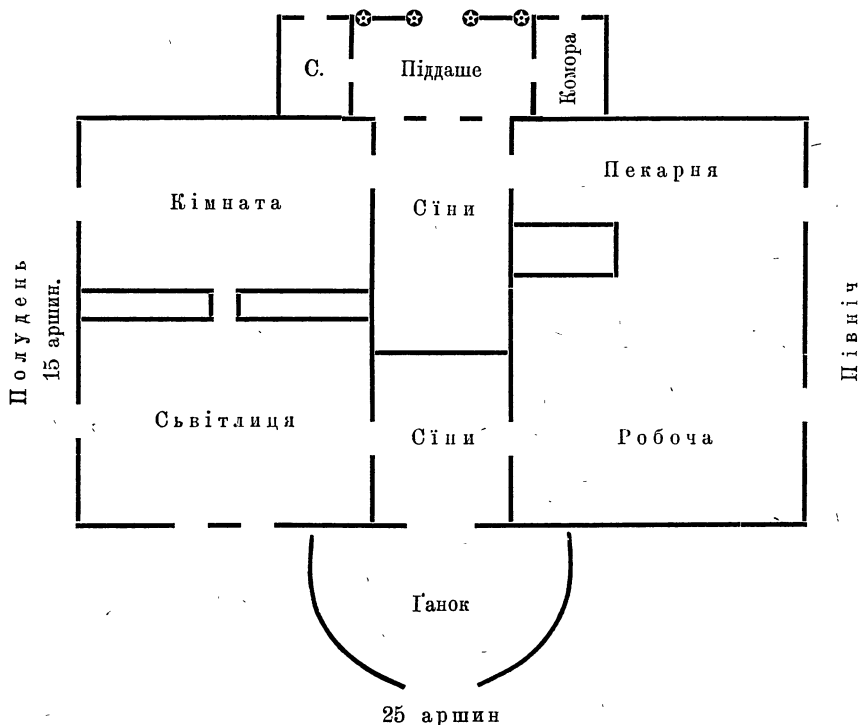 С.
Піддаше
Комора
Кімната
Сїни
Пекарня
Полудень
15 аршин.
Північ
Сьвітлиця
Сїни
Робоча
Ґанок
25 аршин